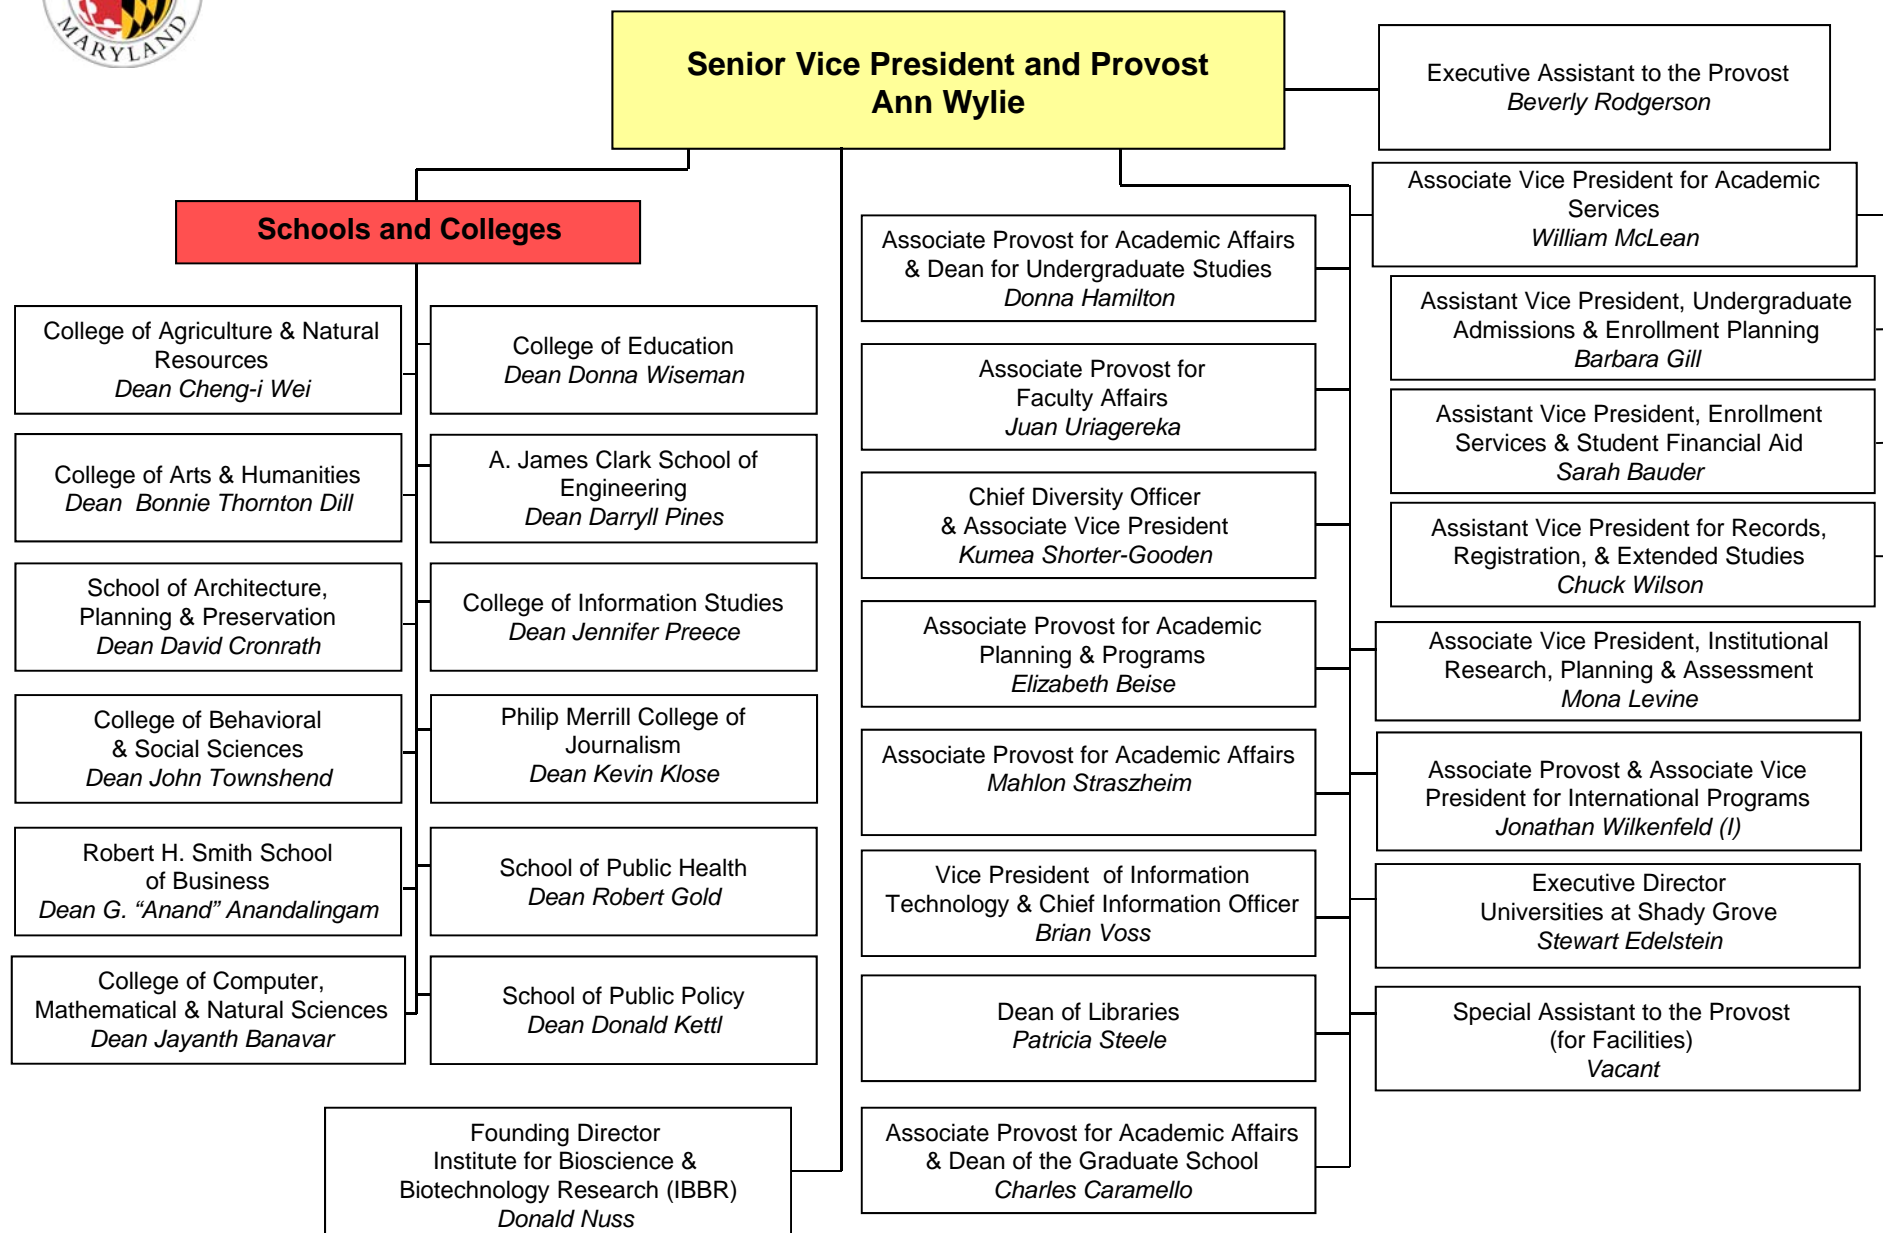 MARYLAND
Senior Vice President and Provost
Ann Wylie
Executive Assistant to the Provost
Beverly Rodgerson
Schools and Colleges
College of Agriculture & Natural
Resources
Dean Cheng-i Wei
College of Education
Dean Donna Wiseman
College of Arts & Humanities
Dean Bonnie Thornton Dill
A. James Clark School of
Engineering
Dean Darryll Pines
School of Architecture,
Planning & Preservation
Dean David Cronrath
College of Information Studies
Dean Jennifer Preece
College of Behavioral
& Social Sciences
Dean John Townshend
Philip Merrill College of
Journalism
Dean Kevin Klose
Robert H. Smith School
of Business
Dean G. “Anand” Anandalingam
School of Public Health
Dean Robert Gold
College of Computer,
Mathematical & Natural Sciences
Dean Jayanth Banavar
School of Public Policy
Dean Donald Kettl
Founding Director
Institute for Bioscience &
Biotechnology Research (IBBR)
Donald Nuss
Associate Provost for Academic Affairs
& Dean for Undergraduate Studies
Donna Hamilton
Associate Provost for
Faculty Affairs
Juan Uriagereka
Chief Diversity Officer
& Associate Vice President
Kumea Shorter-Gooden
Associate Provost for Academic
Planning & Programs
Elizabeth Beise
Associate Provost for Academic Affairs
Mahlon Straszheim
Vice President of Information
Technology & Chief Information Officer
Brian Voss
Dean of Libraries
Patricia Steele
Associate Provost for Academic Affairs
& Dean of the Graduate School
Charles Caramello
Associate Vice President for Academic
Services
William McLean
Assistant Vice President, Undergraduate
Admissions & Enrollment Planning
Barbara Gill
Assistant Vice President, Enrollment
Services & Student Financial Aid
Sarah Bauder
Assistant Vice President for Records,
Registration, & Extended Studies
Chuck Wilson
Associate Vice President, Institutional
Research, Planning & Assessment
Mona Levine
Associate Provost & Associate Vice
President for International Programs
Jonathan Wilkenfeld (I)
Executive Director
Universities at Shady Grove
Stewart Edelstein
Special Assistant to the Provost
(for Facilities)
Vacant